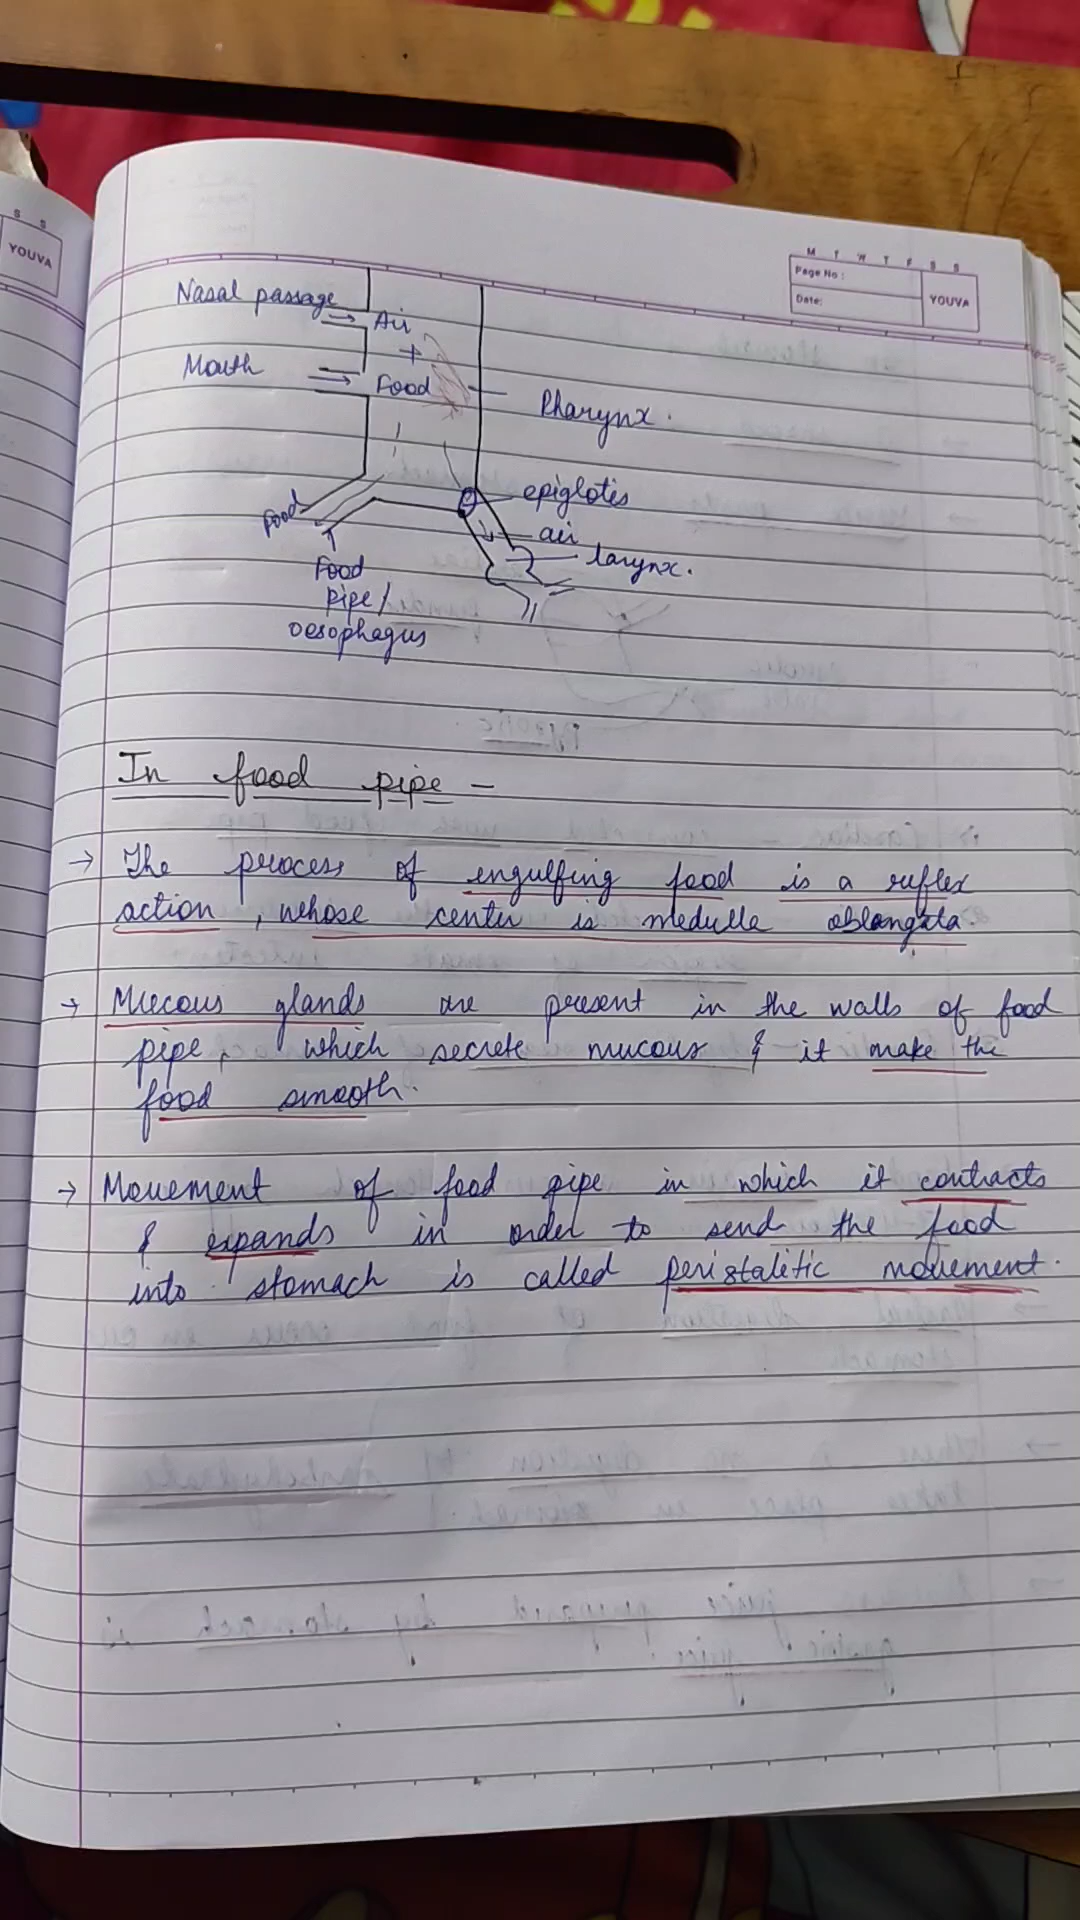 S S
YOUVA
M T W T F S S
Page No :
Date:
YOUVA
Nasal passage
Air
+
Mouth
Food
Pharynx.
epiglotis
food
air
larynx.
Food
pipe/
oesophagus
In food pipe -
→ The process of engulfing food is a reflex
action, whose center is medulla oblangata.
→ Mucous glands are present in the walls of food
pipe, which secrete mucous & it make the
food smooth.
→ Movement of food pipe in which it contracts
& expands in order to send the food
into stomach is called peristaletic movement.